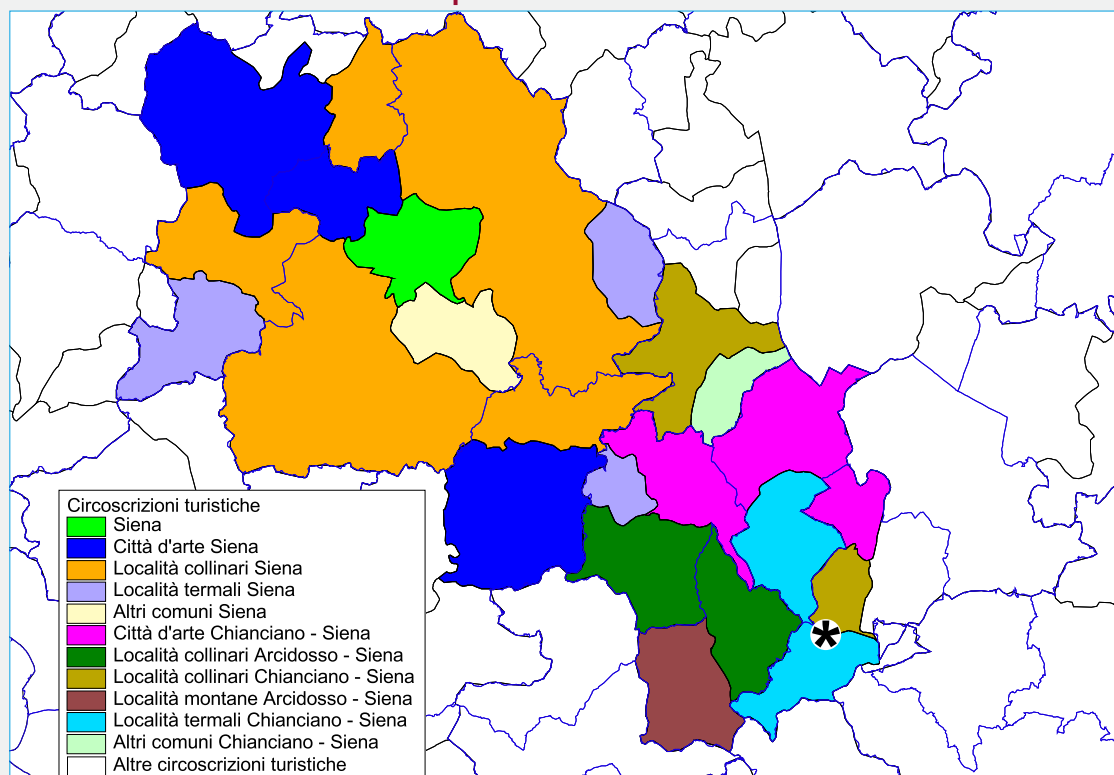 Circoscrizioni turistiche
Siena
Città d'arte Siena
Località collinari Siena
Località termali Siena
Altri comuni Siena
Città d'arte Chianciano - Siena
Località collinari Arcidosso - Siena
Località collinari Chianciano - Siena
Località montane Arcidosso - Siena
Località termali Chianciano - Siena
Altri comuni Chianciano - Siena
Altre circoscrizioni turistiche
*